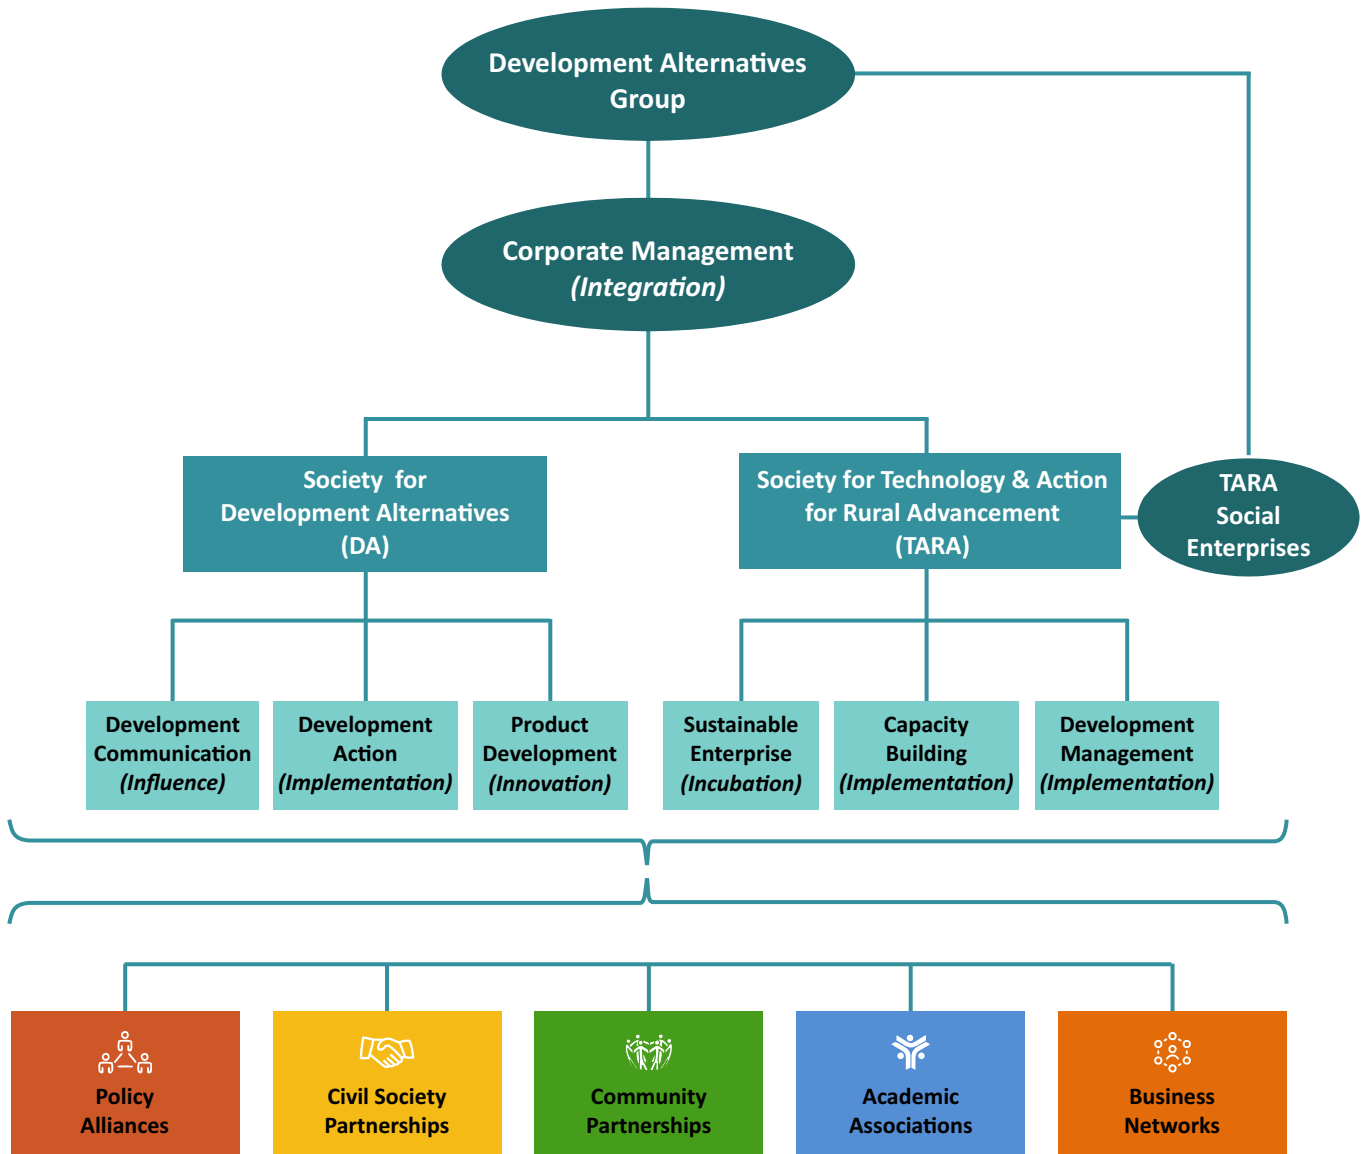 Development Alternatives
Group
Corporate Management
(Integration)
Society for
Development Alternatives
(DA)
Society for Technology & Action
for Rural Advancement
(TARA)
TARA
Social
Enterprises
Development
Communication
(Influence)
Development
Action
(Implementation)
Product
Development
(Innovation)
Sustainable
Enterprise
(Incubation)
Capacity
Building
(Implementation)
Development
Management
(Implementation)
Policy
Alliances
Civil Society
Partnerships
Community
Partnerships
Academic
Associations
Business
Networks